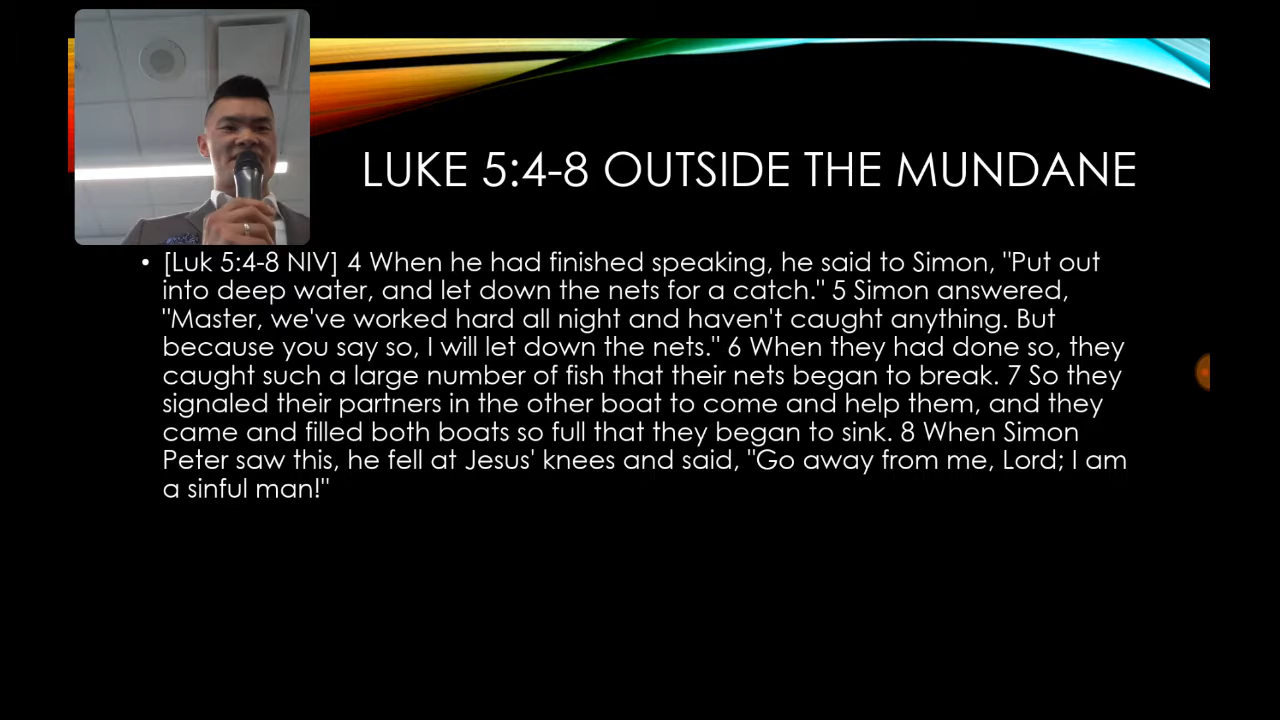 LUKE 5:4-8 OUTSIDE THE MUNDANE
• [Luk 5:4-8 NIV] 4 When he had finished speaking, he said to Simon, "Put out
into deep water, and let down the nets for a catch." 5 Simon answered,
"Master, we've worked hard all night and haven't caught anything. But
because you say so, I will let down the nets." 6 When they had done so, they
caught such a large number of fish that their nets began to break. 7 So they
signaled their partners in the other boat to come and help them, and they
came and filled both boats so full that they began to sink. 8 When Simon
Peter saw this, he fell at Jesus' knees and said, "Go away from me, Lord; I am
a sinful man!"